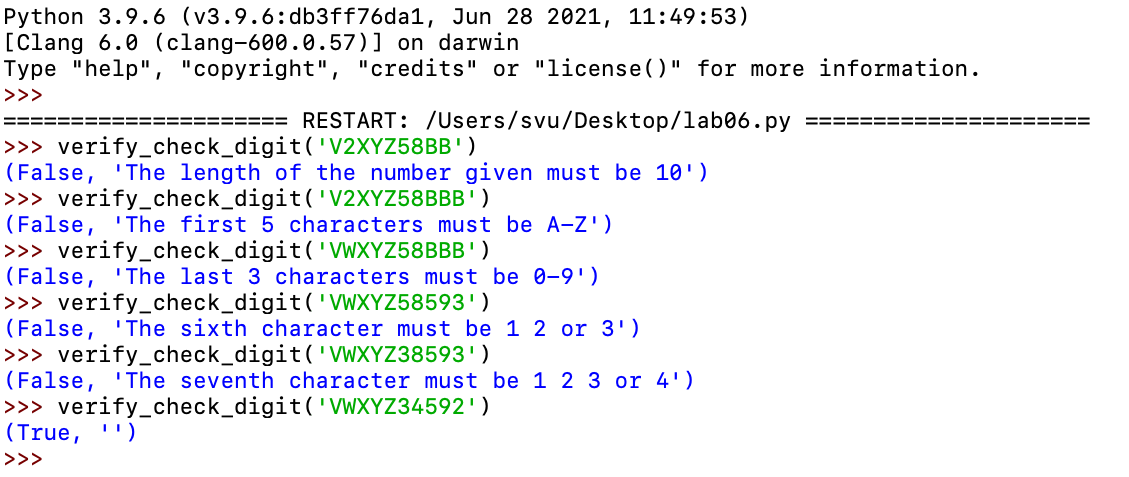 Python 3.9.6 (v3.9.6:db3ff76da1, Jun 28 2021, 11:49:53)
[Clang 6.0 (clang-600.0.57)] on darwin
Type "help", "copyright", "credits" or "license()" for more information.
>>>
===================== RESTART: /Users/svu/Desktop/lab06.py =====================
>>> verify_check_digit('V2XYZ58BB')
(False, 'The length of the number given must be 10')
>>> verify_check_digit('V2XYZ58BBB')
(False, 'The first 5 characters must be A-Z')
>>> verify_check_digit('VWXYZ58BBB')
(False, 'The last 3 characters must be 0-9')
>>> verify_check_digit('VWXYZ58593')
(False, 'The sixth character must be 1 2 or 3')
>>> verify_check_digit('VWXYZ38593')
(False, 'The seventh character must be 1 2 3 or 4')
>>> verify_check_digit('VWXYZ34592')
(True, '')
>>>